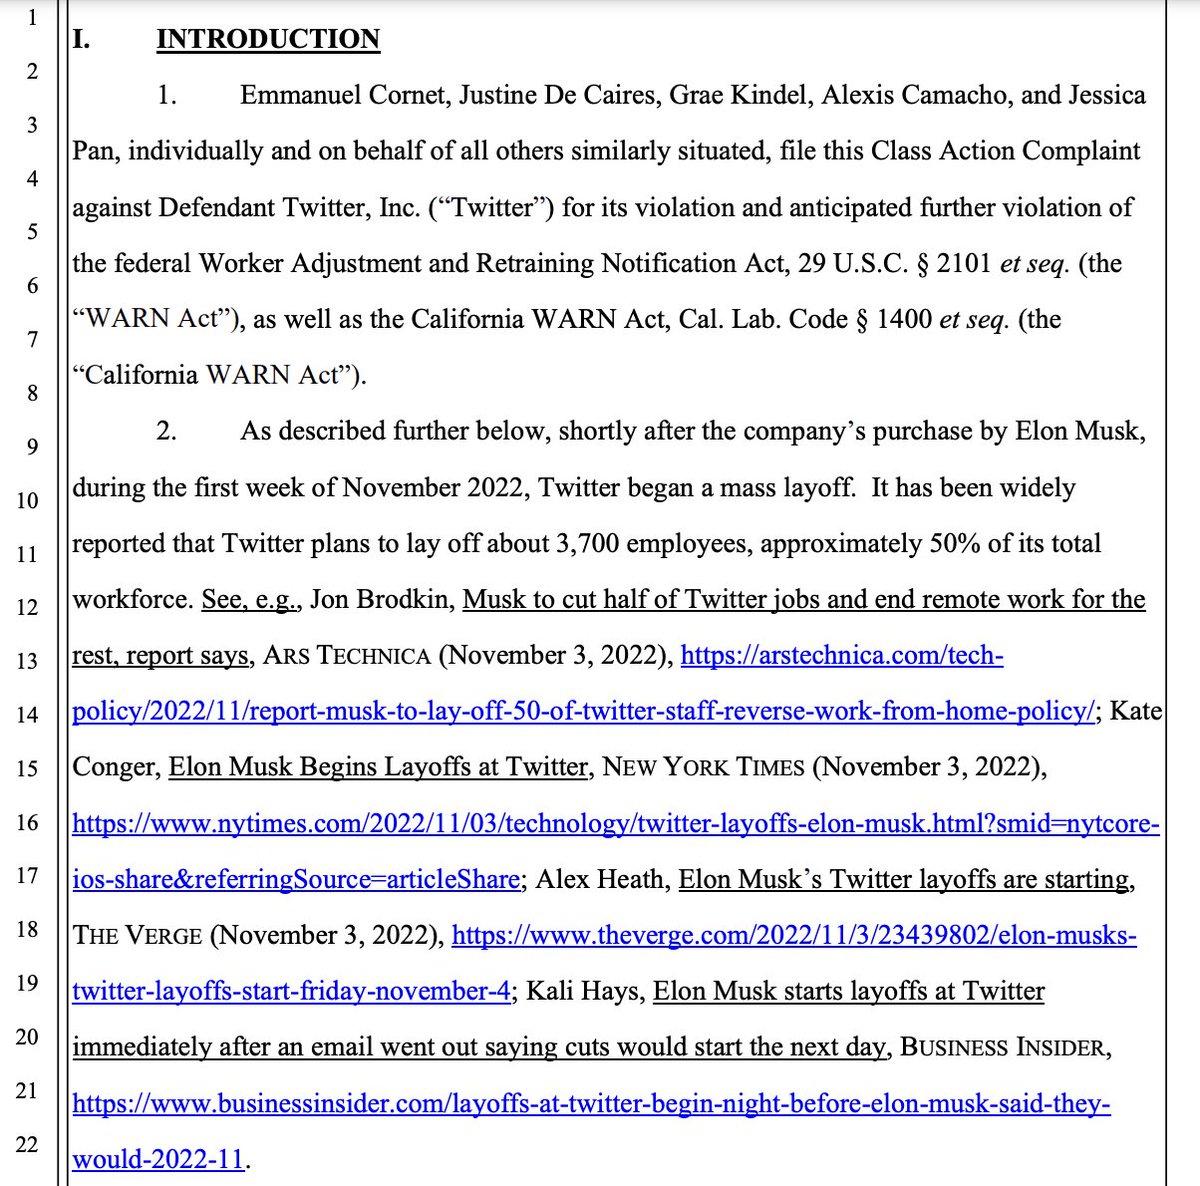 1
I. INTRODUCTION
2
1. Emmanuel Cornet, Justine De Caires, Grae Kindel, Alexis Camacho, and Jessica
3
Pan, individually and on behalf of all others similarly situated, file this Class Action Complaint
4
against Defendant Twitter, Inc. (“Twitter”) for its violation and anticipated further violation of
5
the federal Worker Adjustment and Retraining Notification Act, 29 U.S.C. § 2101 et seq. (the
6
“WARN Act”), as well as the California WARN Act, Cal. Lab. Code § 1400 et seq. (the
7
“California WARN Act”).
8
2. As described further below, shortly after the company’s purchase by Elon Musk,
9
during the first week of November 2022, Twitter began a mass layoff. It has been widely
10
reported that Twitter plans to lay off about 3,700 employees, approximately 50% of its total
11
workforce. See, e.g., Jon Brodkin, Musk to cut half of Twitter jobs and end remote work for the
12
rest, report says, ARS TECHNICA (November 3, 2022), https://arstechnica.com/tech-
13
policy/2022/11/report-musk-to-lay-off-50-of-twitter-staff-reverse-work-from-home-policy/; Kate
14
Conger, Elon Musk Begins Layoffs at Twitter, NEW YORK TIMES (November 3, 2022),
15
https://www.nytimes.com/2022/11/03/technology/twitter-layoffs-elon-musk.html?smid=nytcore-
16
ios-share&referringSource=articleShare; Alex Heath, Elon Musk’s Twitter layoffs are starting,
17
THE VERGE (November 3, 2022), https://www.theverge.com/2022/11/3/23439802/elon-musks-
18
twitter-layoffs-start-friday-november-4; Kali Hays, Elon Musk starts layoffs at Twitter
19
immediately after an email went out saying cuts would start the next day, BUSINESS INSIDER,
20
https://www.businessinsider.com/layoffs-at-twitter-begin-night-before-elon-musk-said-they-
21
would-2022-11.
22